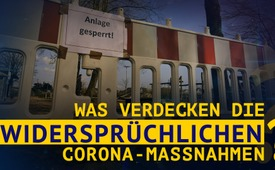 Anlage
gesperrt!
WAS VERDECKEN DIE
WIDERSPRÜCHLICHEN
CORONA-MASSNAHMEN
?